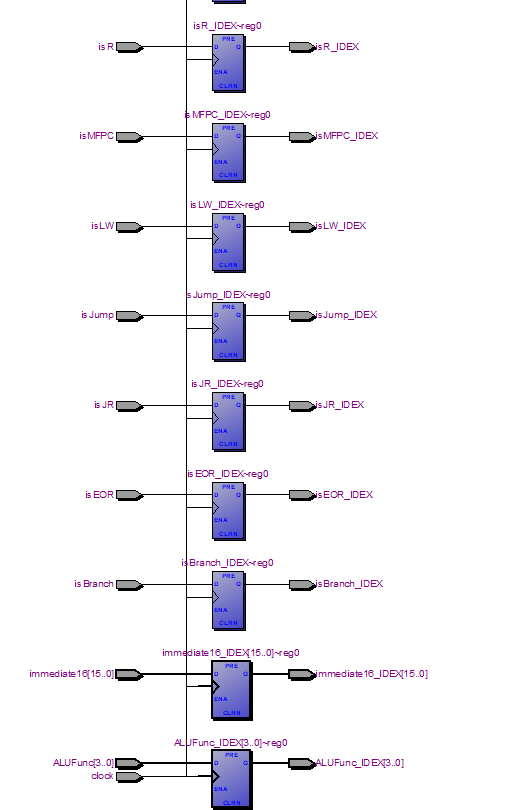 isR_IDEX~reg0
PRE
isR D Q isR_IDEX
ENA
CLRN
isMFPC_IDEX~reg0
PRE
isMFPC D Q isMFPC_IDEX
ENA
CLRN
isLW_IDEX~reg0
PRE
isLW D Q isLW_IDEX
ENA
CLRN
isJump_IDEX~reg0
PRE
isJump D Q isJump_IDEX
ENA
CLRN
isJR_IDEX~reg0
PRE
isJR D Q isJR_IDEX
ENA
CLRN
isEOR_IDEX~reg0
PRE
isEOR D Q isEOR_IDEX
ENA
CLRN
isBranch_IDEX~reg0
PRE
isBranch D Q isBranch_IDEX
ENA
CLRN
immediate16_IDEX[15..0]~reg0
PRE
immediate16[15..0] D Q immediate16_IDEX[15..0]
ENA
CLRN
ALUFunc_IDEX[3..0]~reg0
PRE
ALUFunc[3..0] D Q ALUFunc_IDEX[3..0]
clock
ENA
CLRN